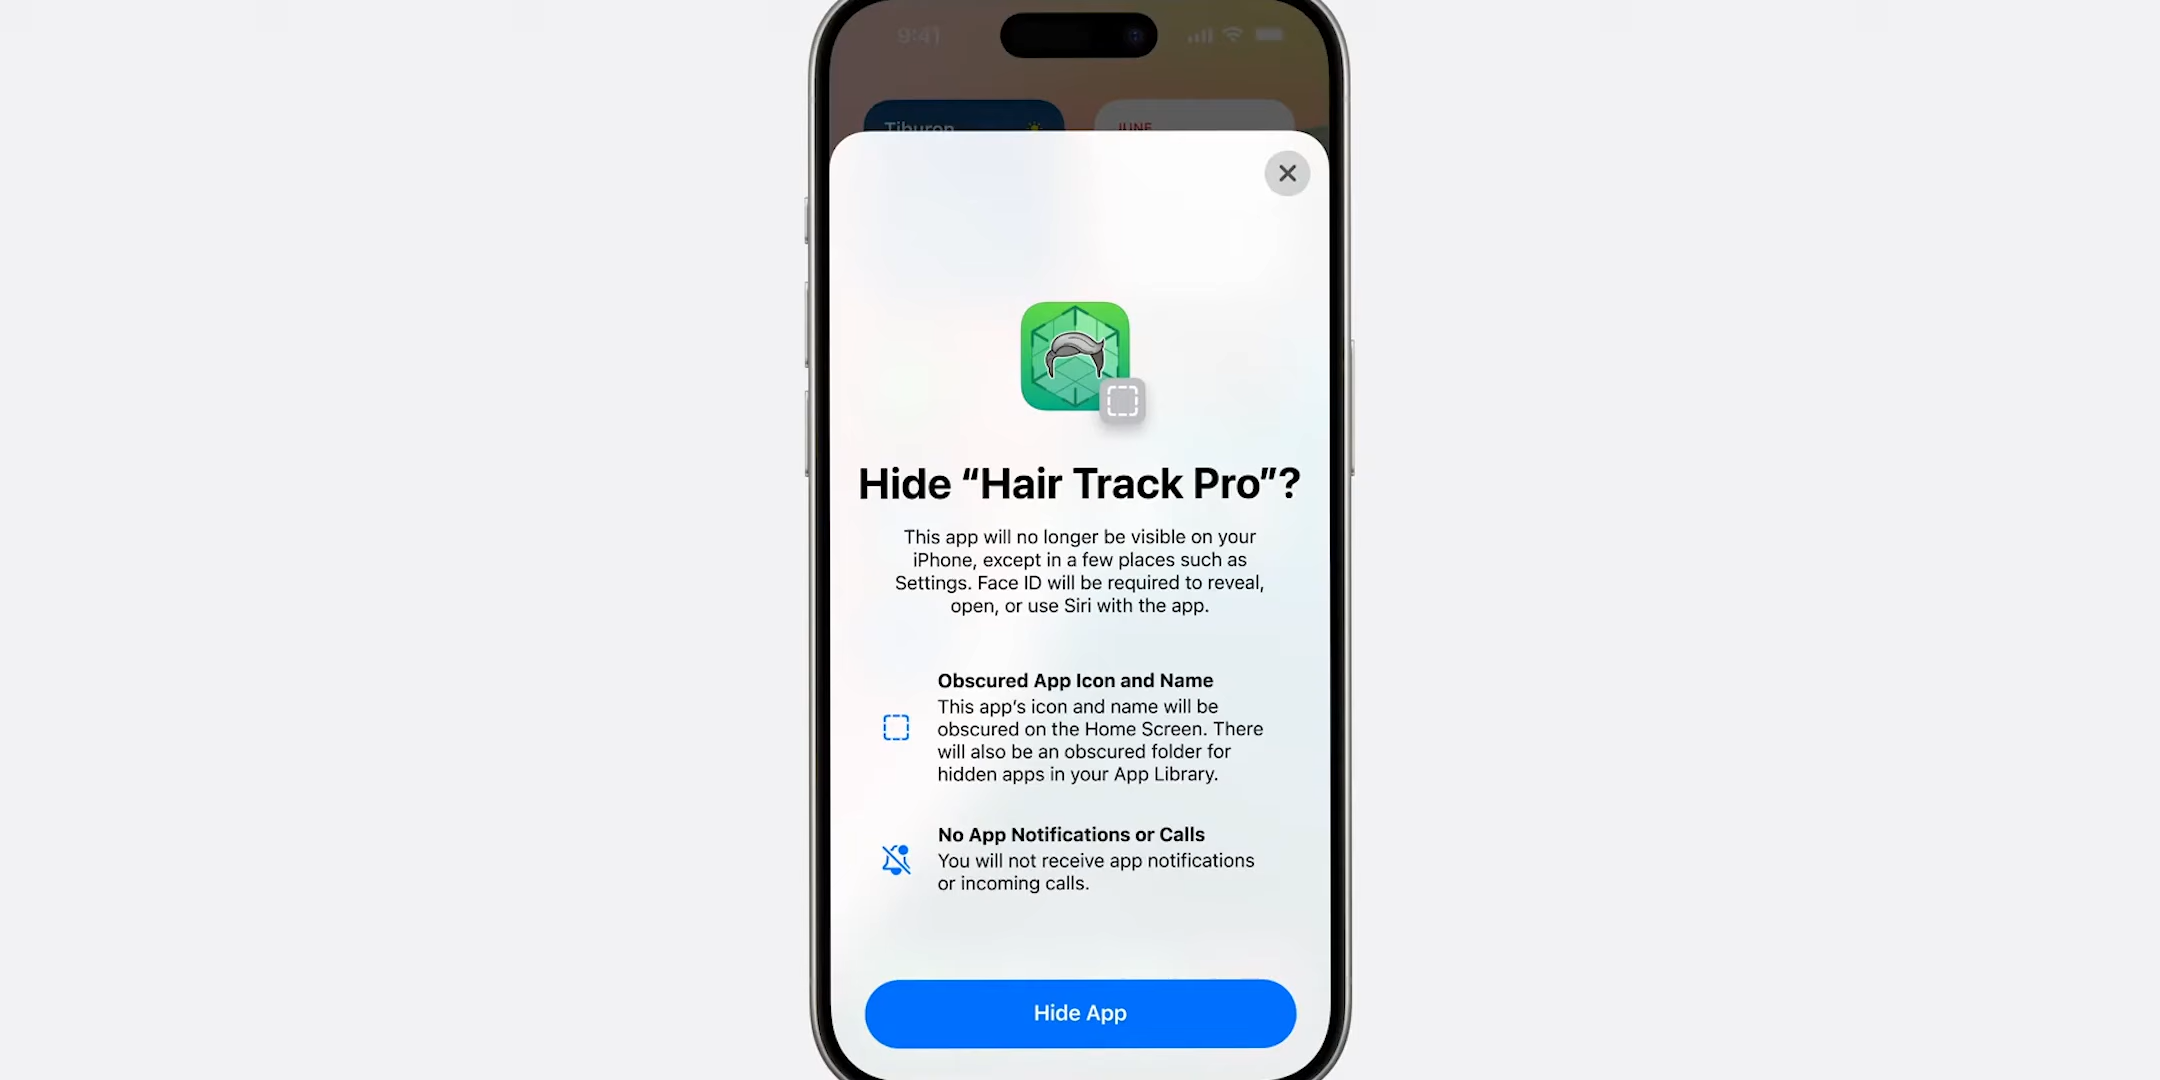 9:41
Tiburon
JUNE
Hide “Hair Track Pro”?
This app will no longer be visible on your
iPhone, except in a few places such as
Settings. Face ID will be required to reveal,
open, or use Siri with the app.
Obscured App Icon and Name
This app’s icon and name will be
obscured on the Home Screen. There
will also be an obscured folder for
hidden apps in your App Library.
No App Notifications or Calls
You will not receive app notifications
or incoming calls.
Hide App